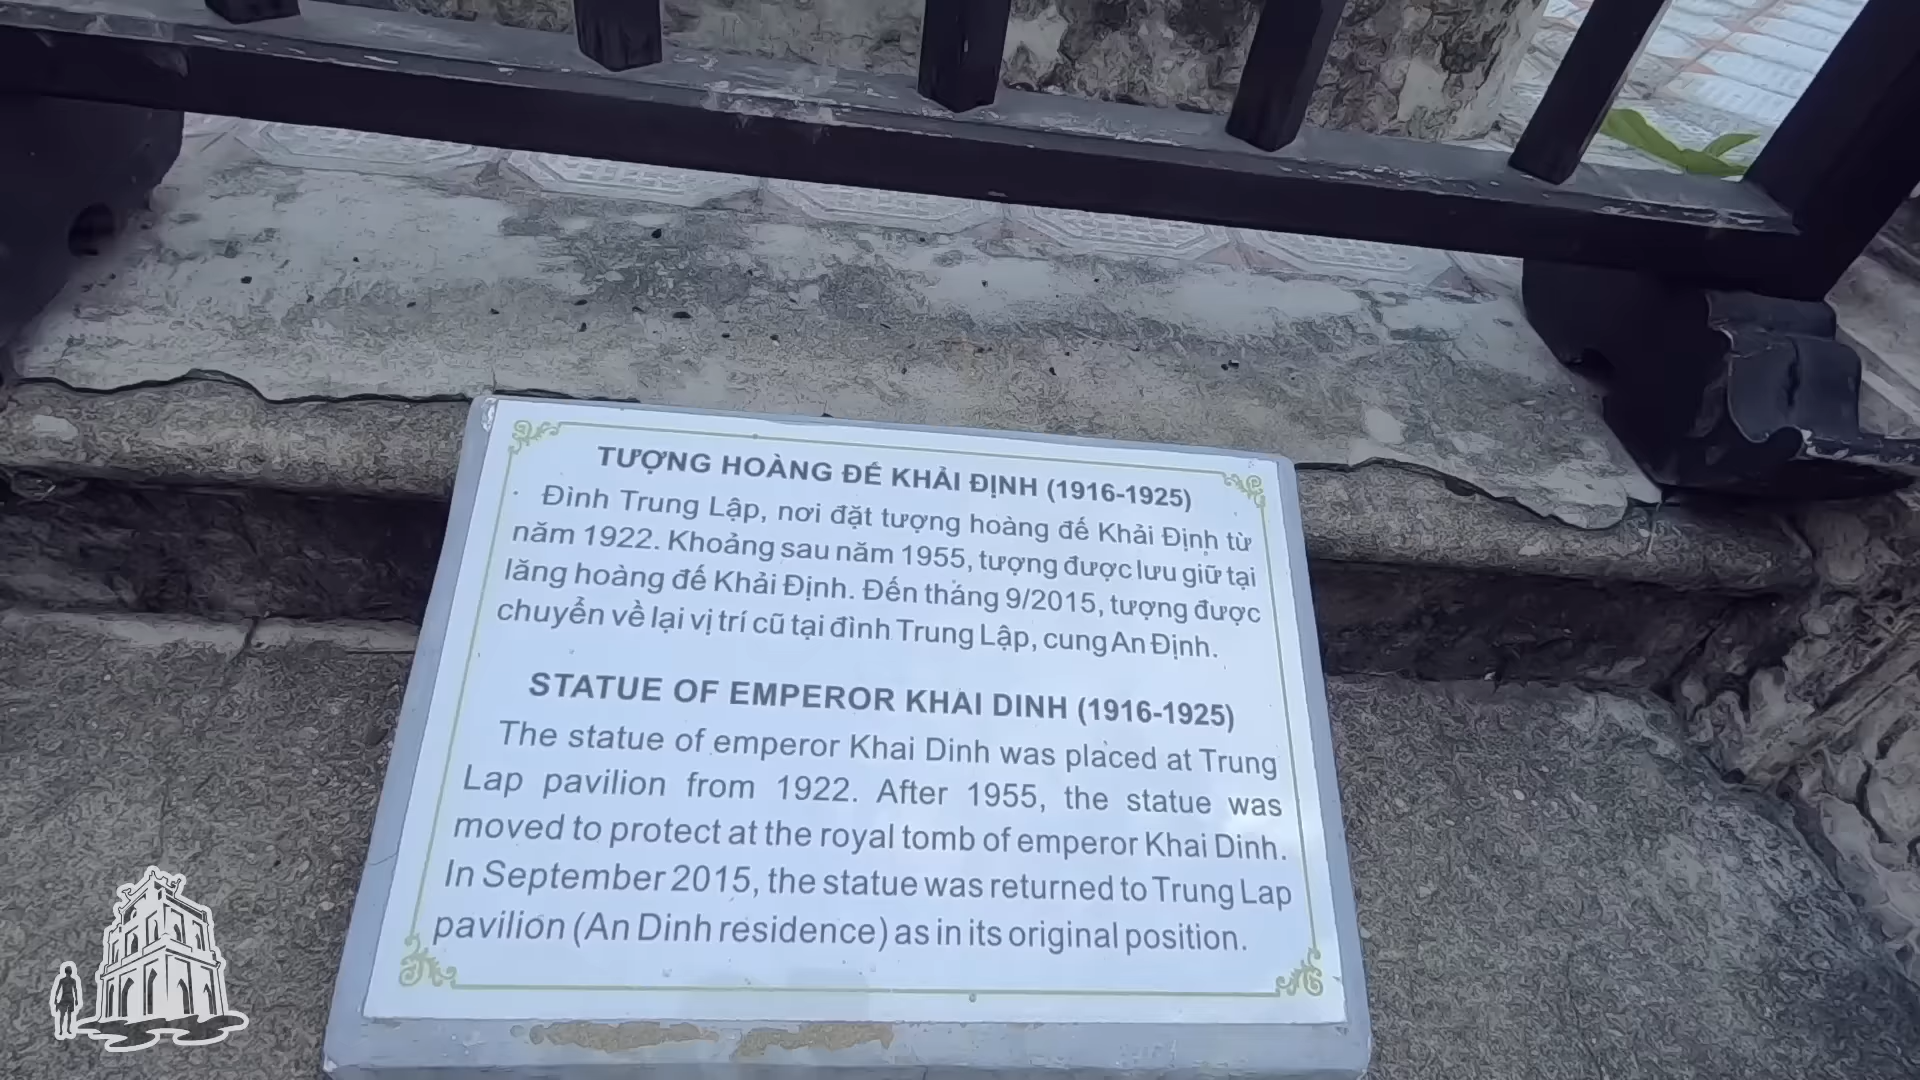 TƯỢNG HOÀNG ĐẾ KHẢI ĐỊNH (1916-1925)
Đình Trung Lập, nơi đặt tượng hoàng đế Khải Định từ
năm 1922. Khoảng sau năm 1955, tượng được lưu giữ tại
lăng hoàng đế Khải Định. Đến tháng 9/2015, tượng được
chuyển về lại vị trí cũ tại đình Trung Lập, cung An Định.
STATUE OF EMPEROR KHAI DINH (1916-1925)
The statue of emperor Khai Dinh was placed at Trung
Lap pavilion from 1922. After 1955, the statue was
moved to protect at the royal tomb of emperor Khai Dinh.
In September 2015, the statue was returned to Trung Lap
pavilion (An Dinh residence) as in its original position.